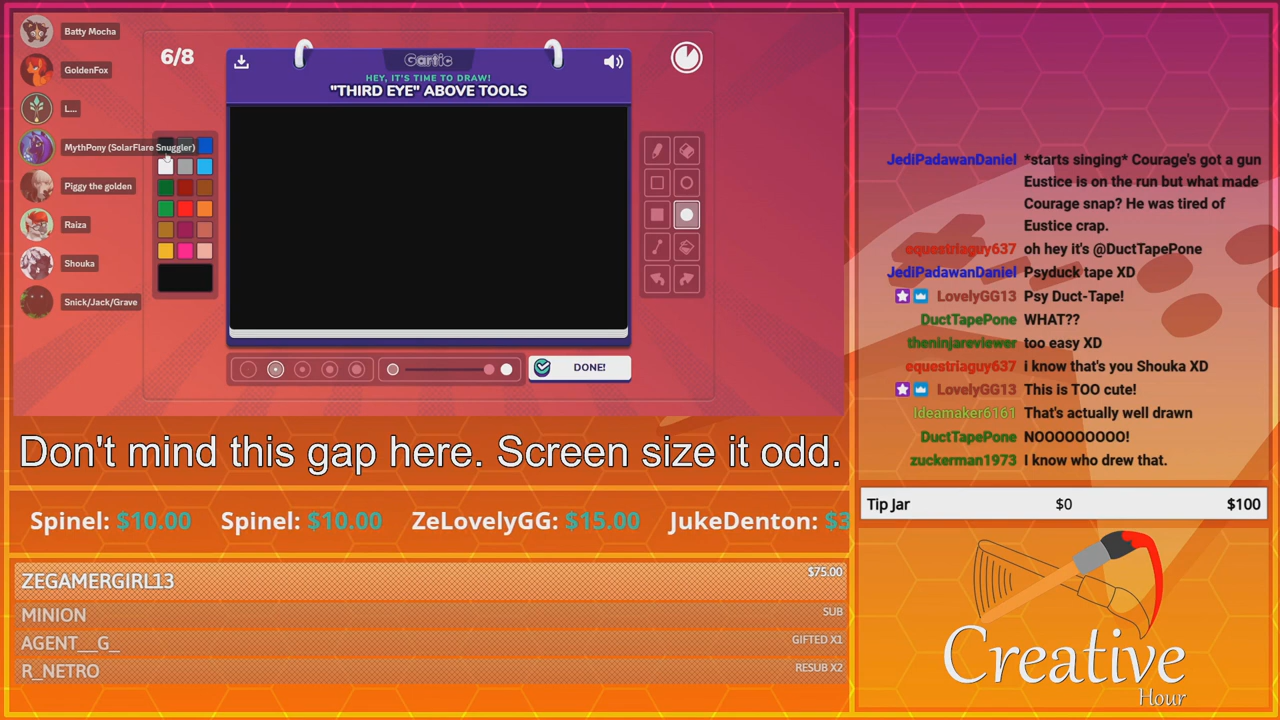 Batty Mocha
GoldenFox
L...
MythPony (SolarFlare Snuggler)
Piggy the golden
Raiza
Shouka
Snick/Jack/Grave
6/8
Gartic
HEY, IT'S TIME TO DRAW!
"THIRD EYE" ABOVE TOOLS
DONE!
Don't mind this gap here. Screen size it odd.
Spinel: $10.00 Spinel: $10.00 ZeLovelyGG: $15.00 JukeDenton: $3
ZEGAMERGIRL13 $75.00
MINION SUB
AGENT__G_ GIFTED X1
R_NETRO RESUB X2
JediPadawanDaniel *starts singing* Courage's got a gun
Eustice is on the run but what made
Courage snap? He was tired of
Eustice crap.
equestriaguy637 oh hey it's @DuctTapePone
JediPadawanDaniel Psyduck tape XD
LovelyGG13 Psy Duct-Tape!
DuctTapePone WHAT??
theninjareviewer too easy XD
equestriaguy637 i know that's you Shouka XD
LovelyGG13 This is TOO cute!
Ideamaker6161 That's actually well drawn
DuctTapePone NOOOOOOOO!
zuckerman1973 I know who drew that.
Tip Jar $0 $100
Creative
Hour